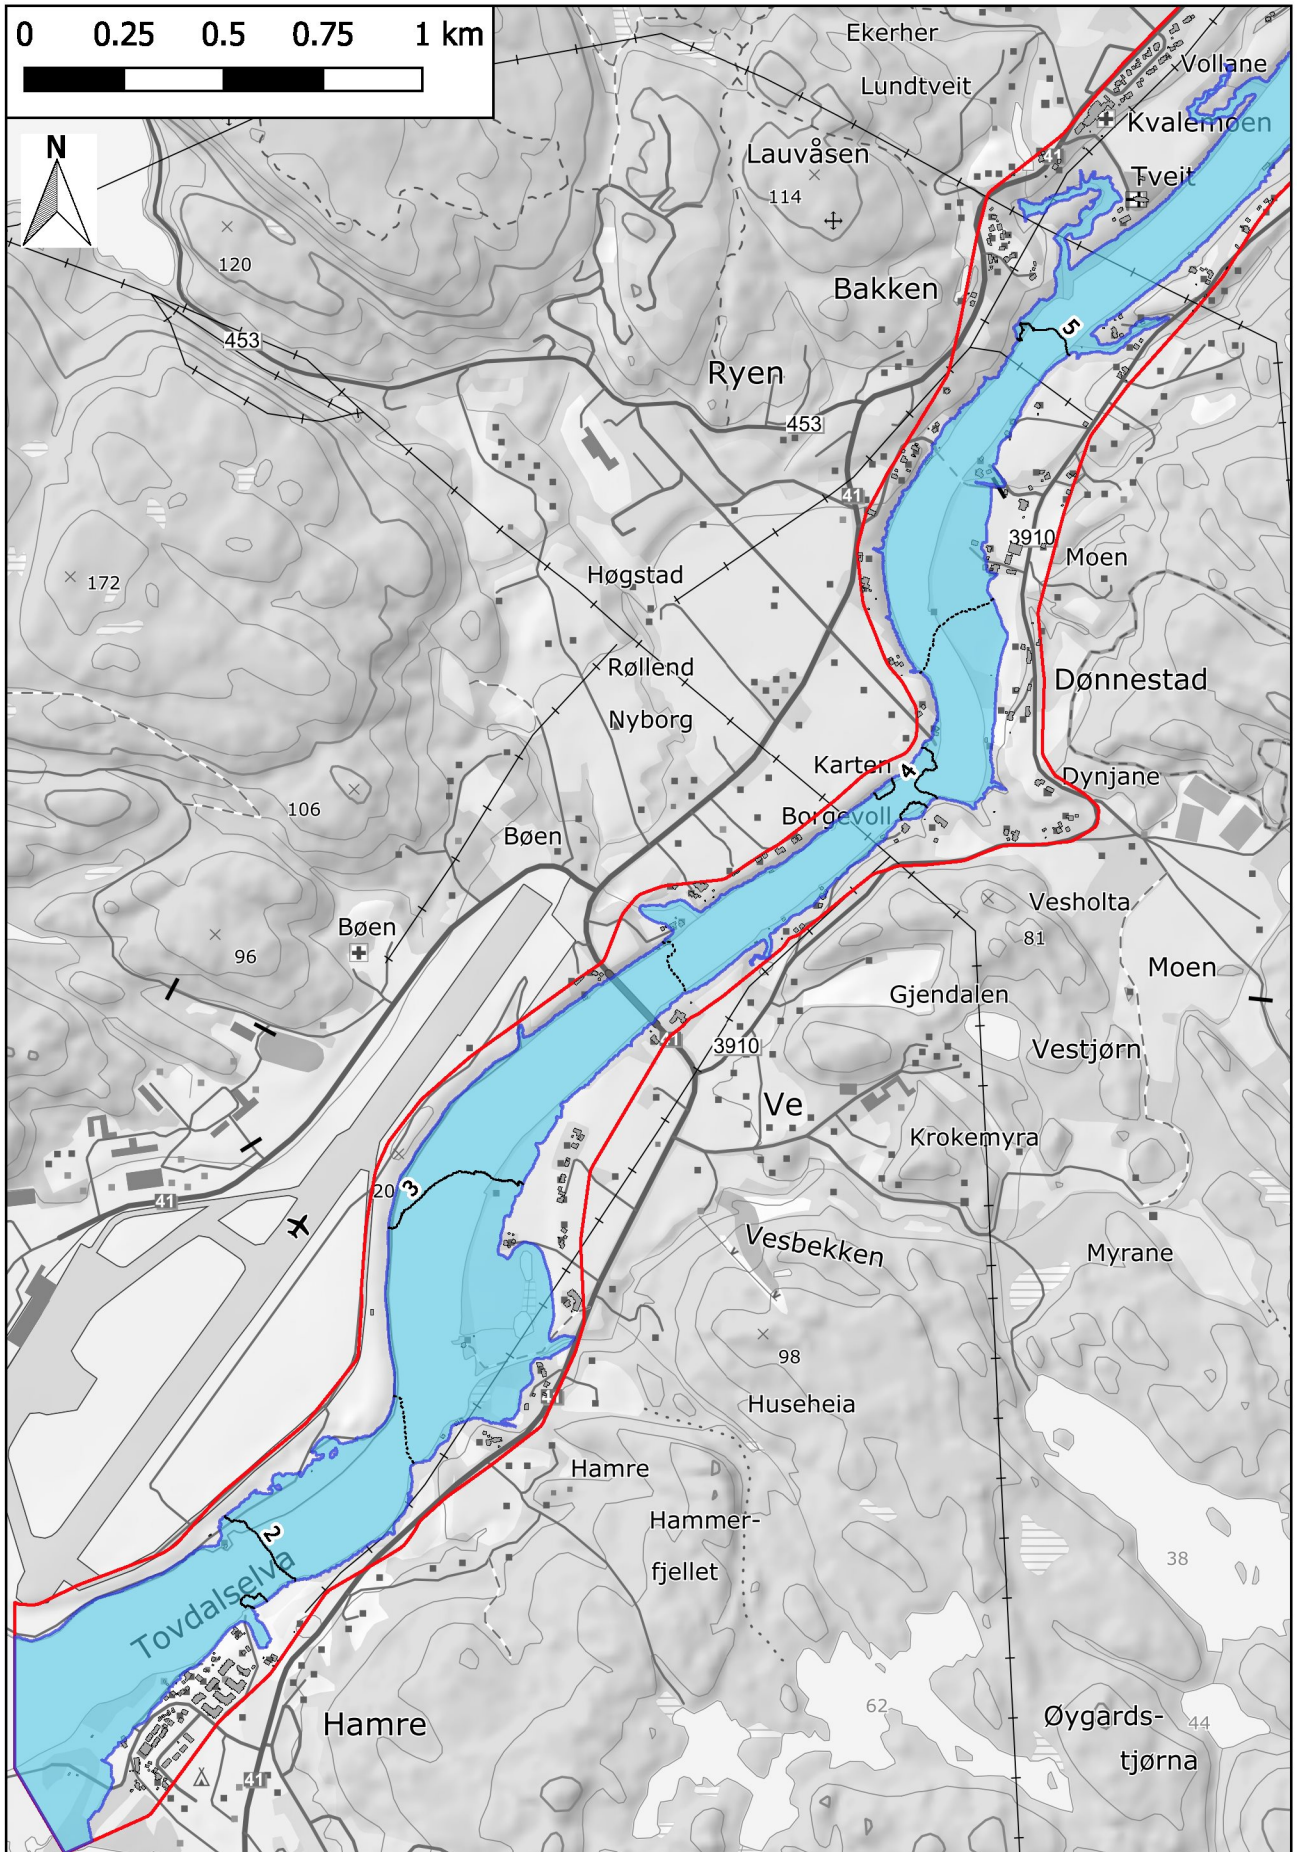 0 0.25 0.5 0.75 1 km
N
Ekerher
Lundtveit
Vollane
Kvalemoen
Lauvåsen
41
Tveit
114
120
Bakken
5
453
Ryen
453
41
3910
Moen
172
Høgstad
Røllend
Dønnestad
Nyborg
Karten
4
Dynjane
106
Borgevoll
Bøen
Vesholta
Bøen
81
96
Moen
Gjendalen
3910
Vestjørn
Ve
Krokemyra
20
3
41
Vesbekken
Myrane
98
Huseheia
Hamre
Hammer-
fjellet
2
38
Tovdalselva
62
Hamre
Øygards-
44
tjørna
41